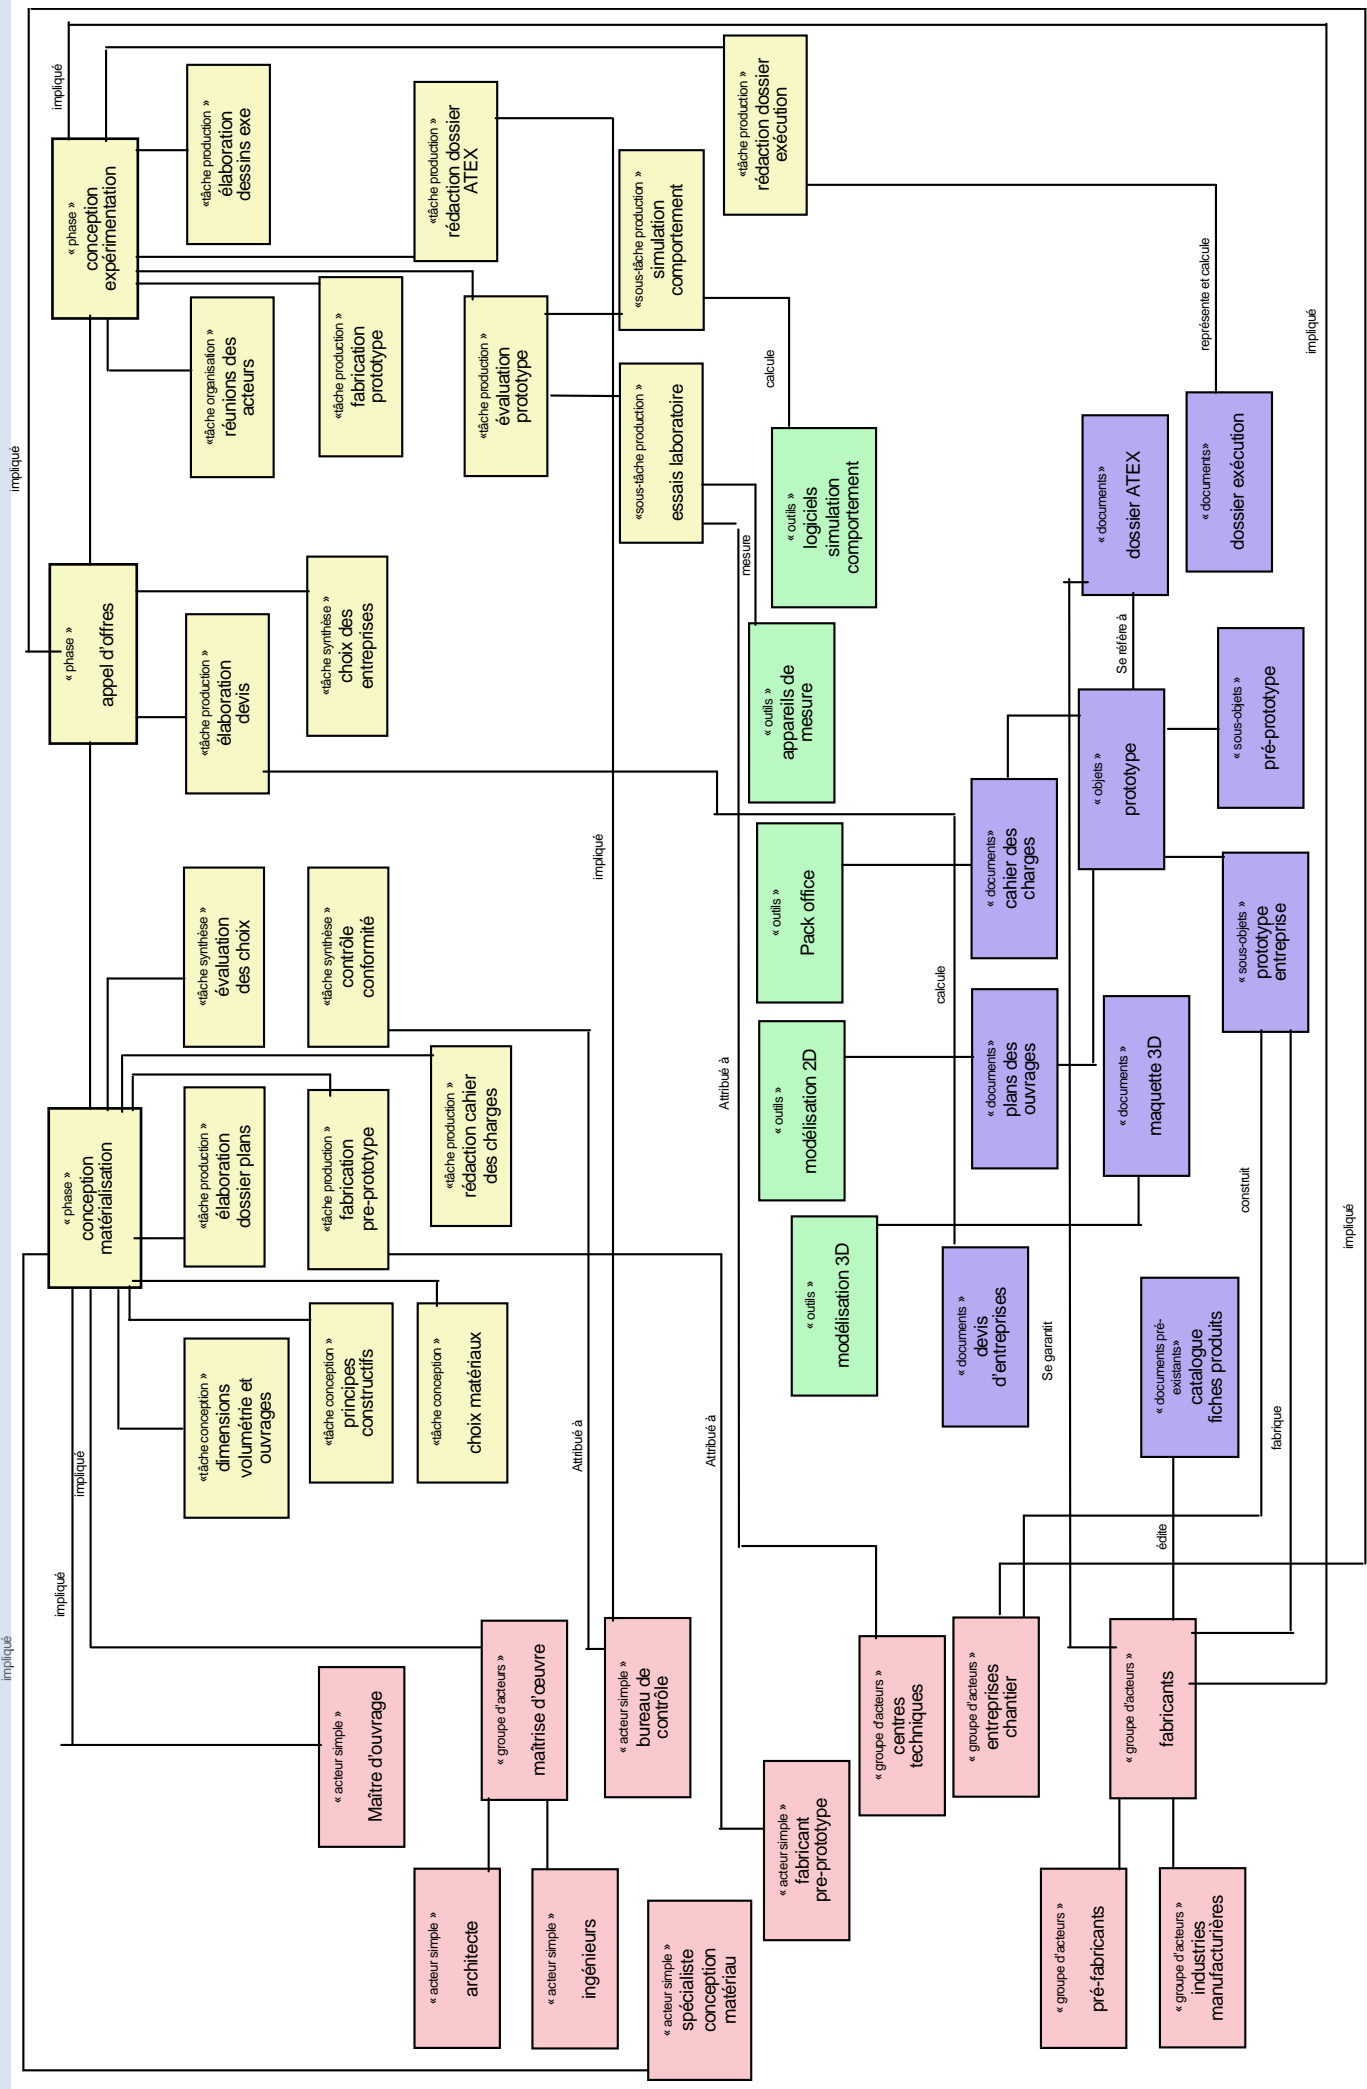 impliqué
impliqué
impliqué
impliqué
impliqué
« phase »
conception
matérialisation
« phase »
appel d'offres
« phase »
conception
expérimentation
«tâche conception »
dimensions
volumétrie et
ouvrages
«tâche production »
élaboration
dossier plans
«tâche synthèse »
évaluation
des choix
«tâche production »
élaboration
devis
«tâche organisation »
réunions des
acteurs
«tâche production »
élaboration
dessins exe
«tâche conception »
principes
constructifs
«tâche production »
fabrication
pre-prototype
«tâche synthèse »
contrôle
conformité
«tâche synthèse »
choix des
entreprises
«tâche production »
fabrication
prototype
« acteur simple »
Maître d'ouvrage
«tâche conception »
choix matériaux
«tâche production »
rédaction cahier
des charges
«tâche production »
rédaction dossier
ATEX
« acteur simple »
architecte
« groupe d'acteurs »
maîtrise d'œuvre
«tâche production »
évaluation
prototype
« acteur simple »
ingénieurs
Attribué à
impliqué
« acteur simple »
bureau de
contrôle
«sous-tâche production »
essais laboratoire
«sous-tâche production »
simulation
comportement
« acteur simple »
spécialiste
conception
matériau
Attribué à
Attribué à
mesure
calcule
«tâche production »
rédaction dossier
exécution
« acteur simple »
fabricant
pre-prototype
« outils »
modélisation 3D
« outils »
modélisation 2D
« outils »
Pack office
« outils »
appareils de
mesure
« outils »
logiciels
simulation
comportement
« groupe d'acteurs »
centres
techniques
« groupe d'acteurs »
entreprises
chantier
« documents »
devis
d'entreprises
calcule
« documents»
plans des
ouvrages
« documents»
cahier des
charges
Se garantit
« groupe d'acteurs »
pré-fabricants
« groupe d'acteurs »
fabricants
« documents »
maquette 3D
« objets »
prototype
Se réfère à
« documents»
dossier ATEX
édite
« documents pré-
existants»
catalogue
fiches produits
« groupe d'acteurs »
industries
manufacturières
construit
« sous-objets »
prototype
entreprise
« sous-objets »
pré-prototype
« documents»
dossier exécution
représente et calcule
fabrique
impliqué
impliqué